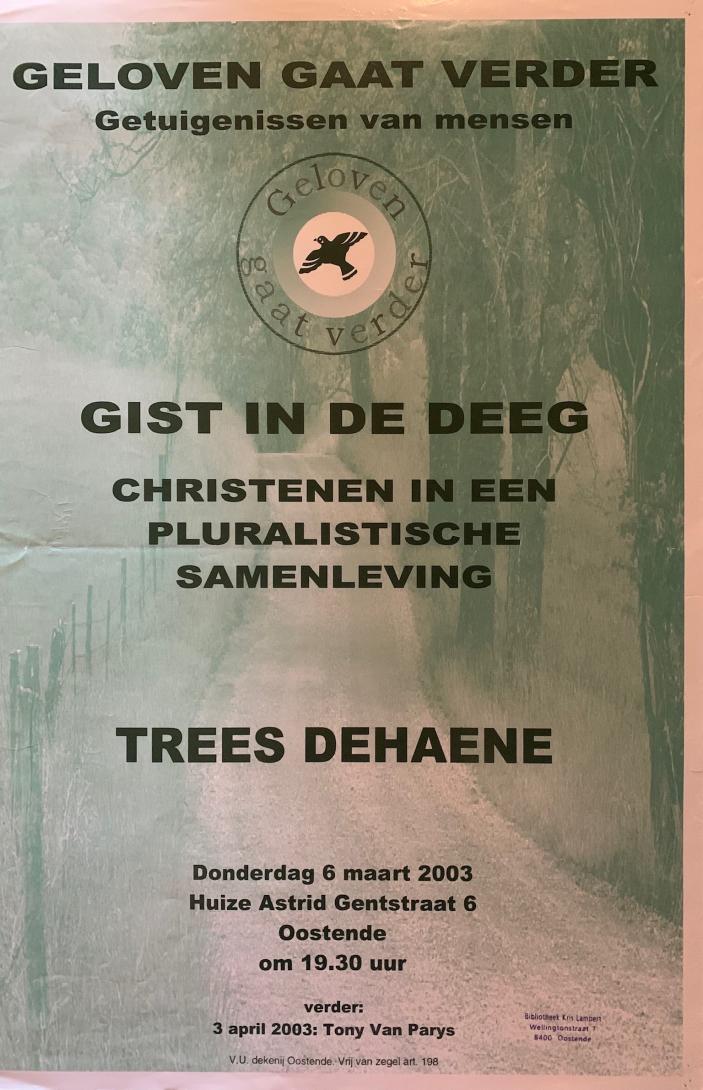 GELOVEN GAAT VERDER
Getuigenissen van mensen
Geloven
gaat verder
GIST IN DE DEEG
CHRISTENEN IN EEN
PLURALISTISCHE
SAMENLEVING
TREES DEHAENE
Donderdag 6 maart 2003
Huize Astrid Gentstraat 6
Oostende
om 19.30 uur
verder:
3 april 2003: Tony Van Parys
Bibliotheek Kris Lampert
Wellingtonstraat 7
8400 Oostende
V.U. dekenij Oostende. Vrij van zegel art. 198